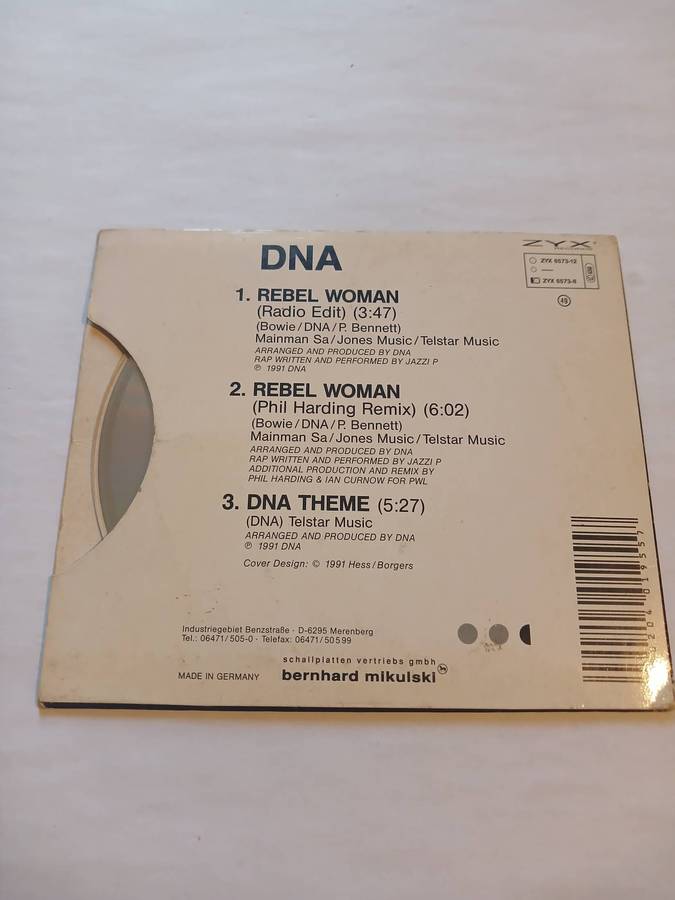 DNA
ZYX
ZYX 6573-12
ZYX 6573-8
49
1. REBEL WOMAN
(Radio Edit) (3:47)
(Bowie/DNA/P. Bennett)
Mainman Sa/Jones Music/Telstar Music
ARRANGED AND PRODUCED BY DNA
RAP WRITTEN AND PERFORMED BY JAZZI P
℗ 1991 DNA
2. REBEL WOMAN
(Phil Harding Remix) (6:02)
(Bowie/DNA/P. Bennett)
Mainman Sa/Jones Music/Telstar Music
ARRANGED AND PRODUCED BY DNA
RAP WRITTEN AND PERFORMED BY JAZZI P
ADDITIONAL PRODUCTION AND REMIX BY
PHIL HARDING & IAN CURNOW FOR PWL
3. DNA THEME (5:27)
(DNA) Telstar Music
ARRANGED AND PRODUCED BY DNA
℗ 1991 DNA
Cover Design: © 1991 Hess/Borgers
Industriegebiet Benzstraße · D-6295 Merenberg
Tel.: 06471/505-0 · Telefax: 06471/50599
schallplatten vertriebs gmbh
MADE IN GERMANY bernhard mikulski